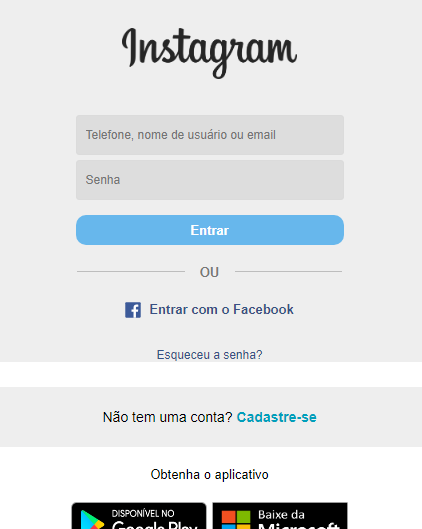 Instagram
Telefone, nome de usuário ou email
Senha
Entrar
OU
Entrar com o Facebook
Esqueceu a senha?
Não tem uma conta? Cadastre-se
Obtenha o aplicativo
DISPONÍVEL NO
Google Play
Baixe da
Microsoft